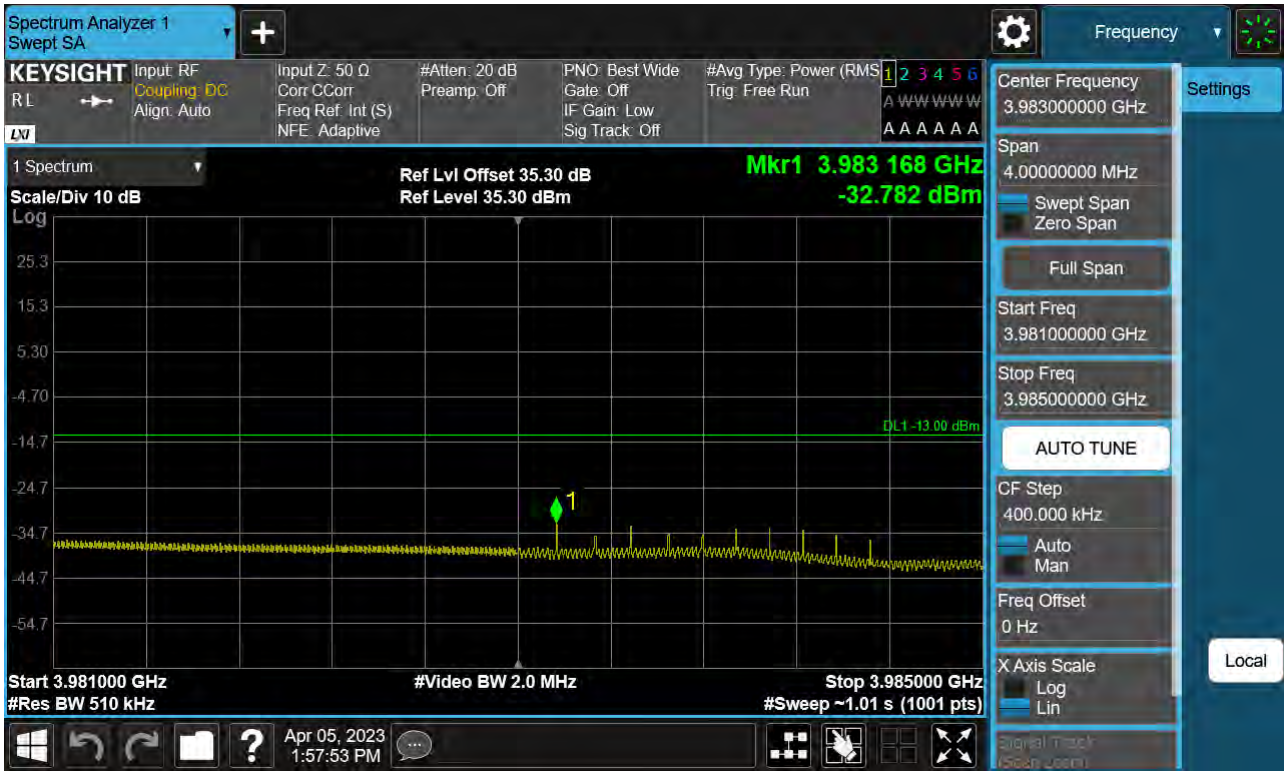 Spectrum Analyzer 1
Swept SA
+
Frequency
KEYSIGHT
RL
LXI
Input: RF
Coupling: DC
Align: Auto
Input Z: 50 Ω
Corr CCorr
Freq Ref: Int (S)
NFE: Adaptive
#Atten: 20 dB
Preamp: Off
PNO: Best Wide
Gate: Off
IF Gain: Low
Sig Track: Off
#Avg Type: Power (RMS
Trig: Free Run
1 2 3 4 5 6
A W W W W W
A A A A A A
1 Spectrum
Scale/Div 10 dB
Log
Ref Lvl Offset 35.30 dB
Ref Level 35.30 dBm
Mkr1 3.983 168 GHz
-32.782 dBm
25.3
15.3
5.30
-4.70
-14.7
-24.7
-34.7
-44.7
-54.7
DL1 -13.00 dBm
1
Start 3.981000 GHz
#Res BW 510 kHz
#Video BW 2.0 MHz
Stop 3.985000 GHz
#Sweep ~1.01 s (1001 pts)
Center Frequency
3.983000000 GHz
Span
4.00000000 MHz
Swept Span
Zero Span
Full Span
Start Freq
3.981000000 GHz
Stop Freq
3.985000000 GHz
AUTO TUNE
CF Step
400.000 kHz
Auto
Man
Freq Offset
0 Hz
X Axis Scale
Log
Lin
Signal Track
(Span Zoom)
Settings
Local
?
Apr 05, 2023
1:57:53 PM